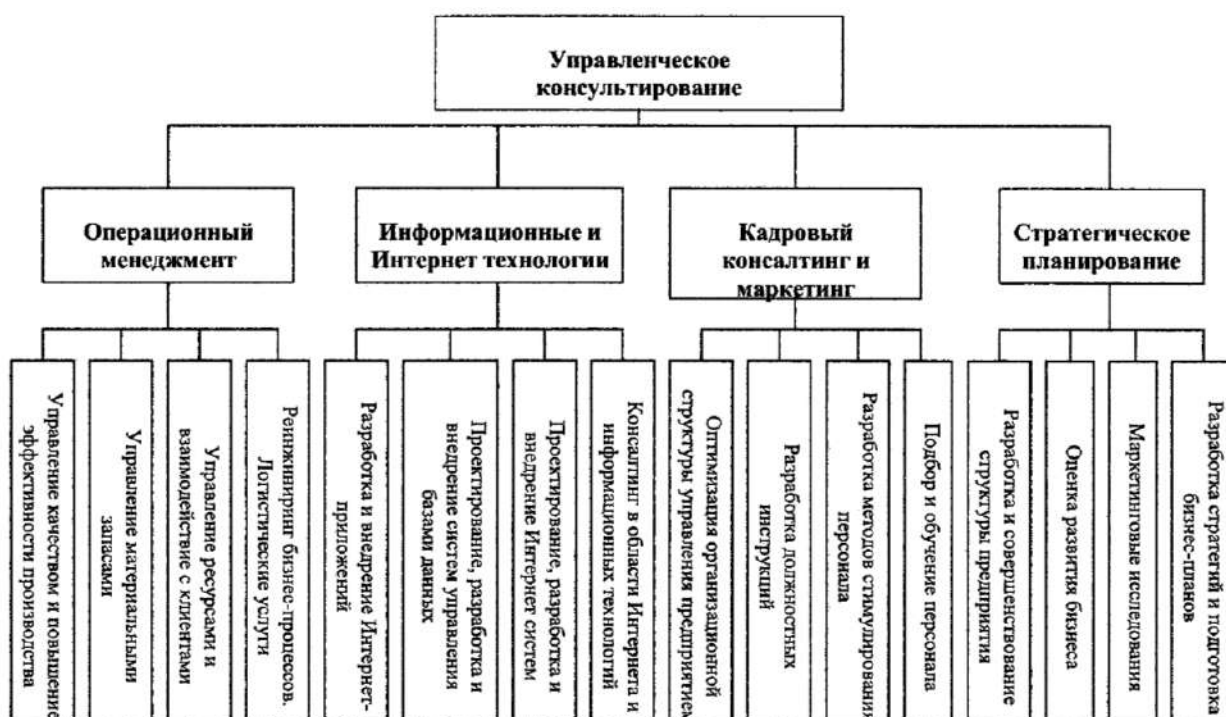 Управленческое
консультирование
Операционный
менеджмент
Информационные и
Интернет технологии
Кадровый
консалтинг и
маркетинг
Стратегическое
планирование
Управление качеством и повышение
эффективности производства
Управление материальными
запасами
Управление ресурсами и
взаимодействие с клиентами
Реинжиниринг бизнес-процессов.
Логистические услуги
Разработка и внедрение Интернет-
приложений
Проектирование, разработка и
внедрение систем управления
базами данных
Проектирование, разработка и
внедрение Интернет систем
Консалтинг в области Интернета и
информационных технологий
Оптимизация организационной
структуры управления предприятием
Разработка должностных
инструкций
Разработка методов стимулирования
персонала
Подбор и обучение персонала
Разработка и совершенствование
структуры предприятия
Оценка развития бизнеса
Маркетинговые исследования
Разработка стратегий и подготовка
бизнес-планов